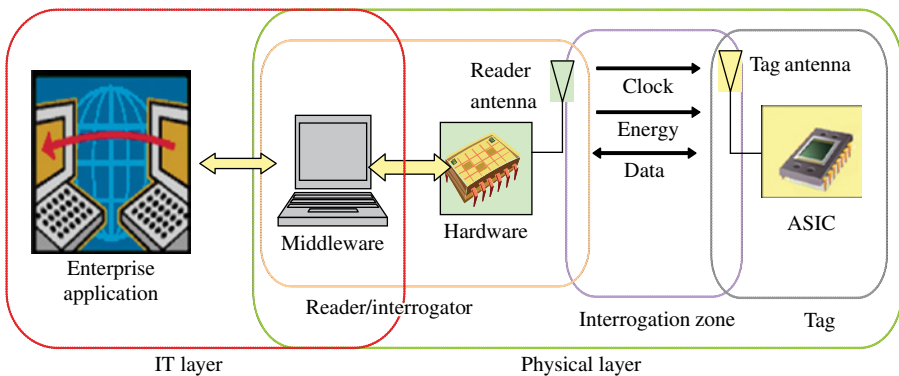 Reader
antenna
Clock
Energy
Data
Tag antenna
Enterprise
application
Middleware
Hardware
ASIC
Reader/interrogator
Interrogation zone
Tag
IT layer
Physical layer